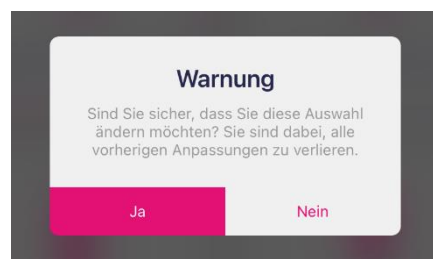 Warnung
Sind Sie sicher, dass Sie diese Auswahl
ändern möchten? Sie sind dabei, alle
vorherigen Anpassungen zu verlieren.
Ja
Nein